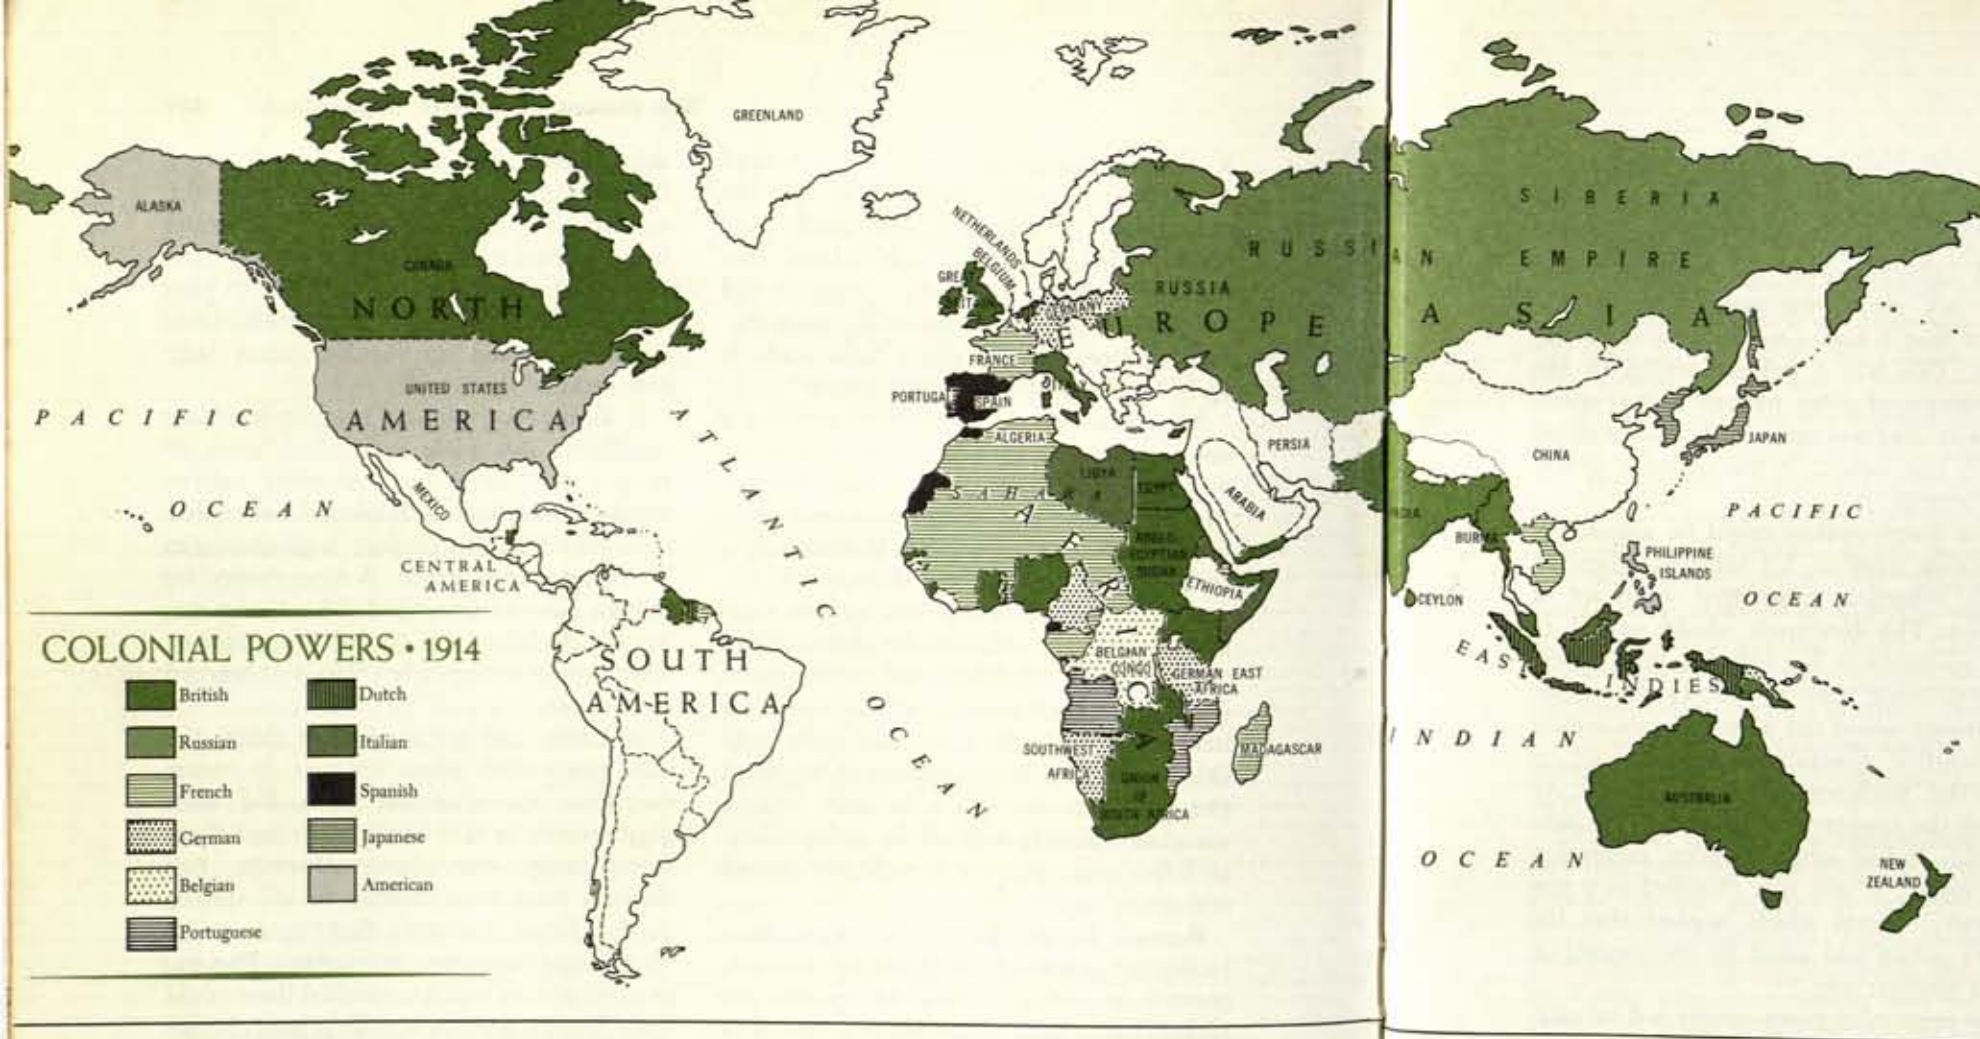 GREENLAND
ALASKA
CANADA
NORTH
UNITED STATES
AMERICA
PACIFIC
OCEAN
MEXICO
CENTRAL
AMERICA
SOUTH
AMERICA
ATLANTIC
OCEAN
NETHERLANDS
BELGIUM
GREAT
GERMANY
FRANCE
PORTUGAL
SPAIN
ITALY
EUROPE
RUSSIA
RUSSIAN EMPIRE
SIBERIA
ASIA
ALGERIA
LIBYA
EGYPT
SAHARA
AFRICA
ANGLO-
EGYPTIAN
SUDAN
ETHIOPIA
ARABIA
PERSIA
BELGIAN
CONGO
GERMAN EAST
AFRICA
SOUTHWEST
AFRICA
UNION
OF
SOUTH AFRICA
MADAGASCAR
CHINA
JAPAN
BURMA
CEYLON
PHILIPPINE
ISLANDS
PACIFIC
OCEAN
EAST INDIES
INDIAN
OCEAN
AUSTRALIA
NEW
ZEALAND
COLONIAL POWERS • 1914
British
Russian
French
German
Belgian
Portuguese
Dutch
Italian
Spanish
Japanese
American